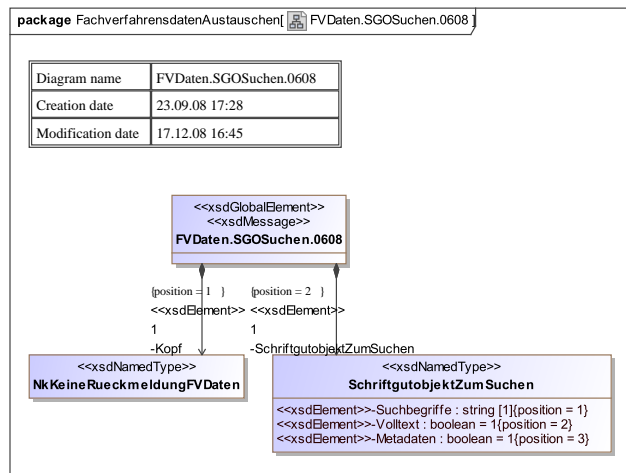 package FachverfahrensdatenAustauschen[ FVDaten.SGOSuchen.0608 ]
Diagram name FVDaten.SGOSuchen.0608
Creation date 23.09.08 17:28
Modification date 17.12.08 16:45
<<xsdGlobalElement>>
<<xsdMessage>>
FVDaten.SGOSuchen.0608
{position = 1 } {position = 2 }
<<xsdElement>> <<xsdElement>>
1 1
-Kopf -SchriftgutobjektZumSuchen
<<xsdNamedType>>
NkKeineRueckmeldungFVDaten
<<xsdNamedType>>
SchriftgutobjektZumSuchen
<<xsdElement>>-Suchbegriffe : string [1]{position = 1}
<<xsdElement>>-Volltext : boolean = 1{position = 2}
<<xsdElement>>-Metadaten : boolean = 1{position = 3}